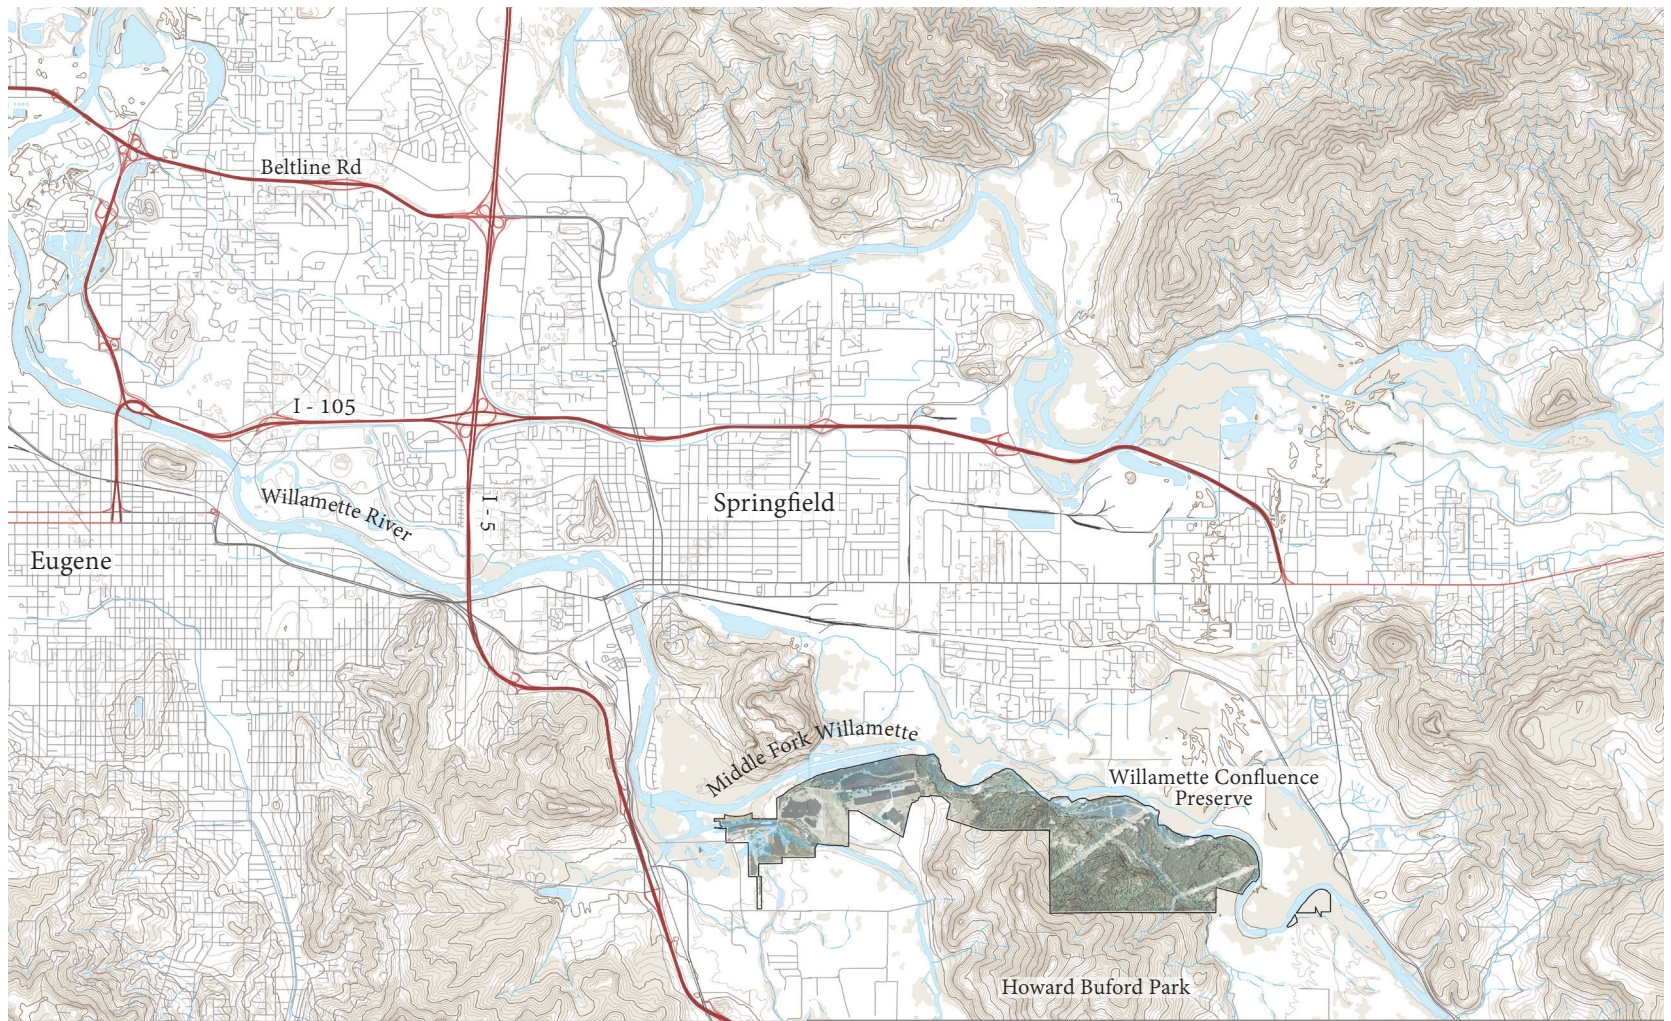 Beltline Rd
I - 105
Willamette River
I - 5
Springfield
Eugene
Middle Fork Willamette
Willamette Confluence
Preserve
Howard Buford Park